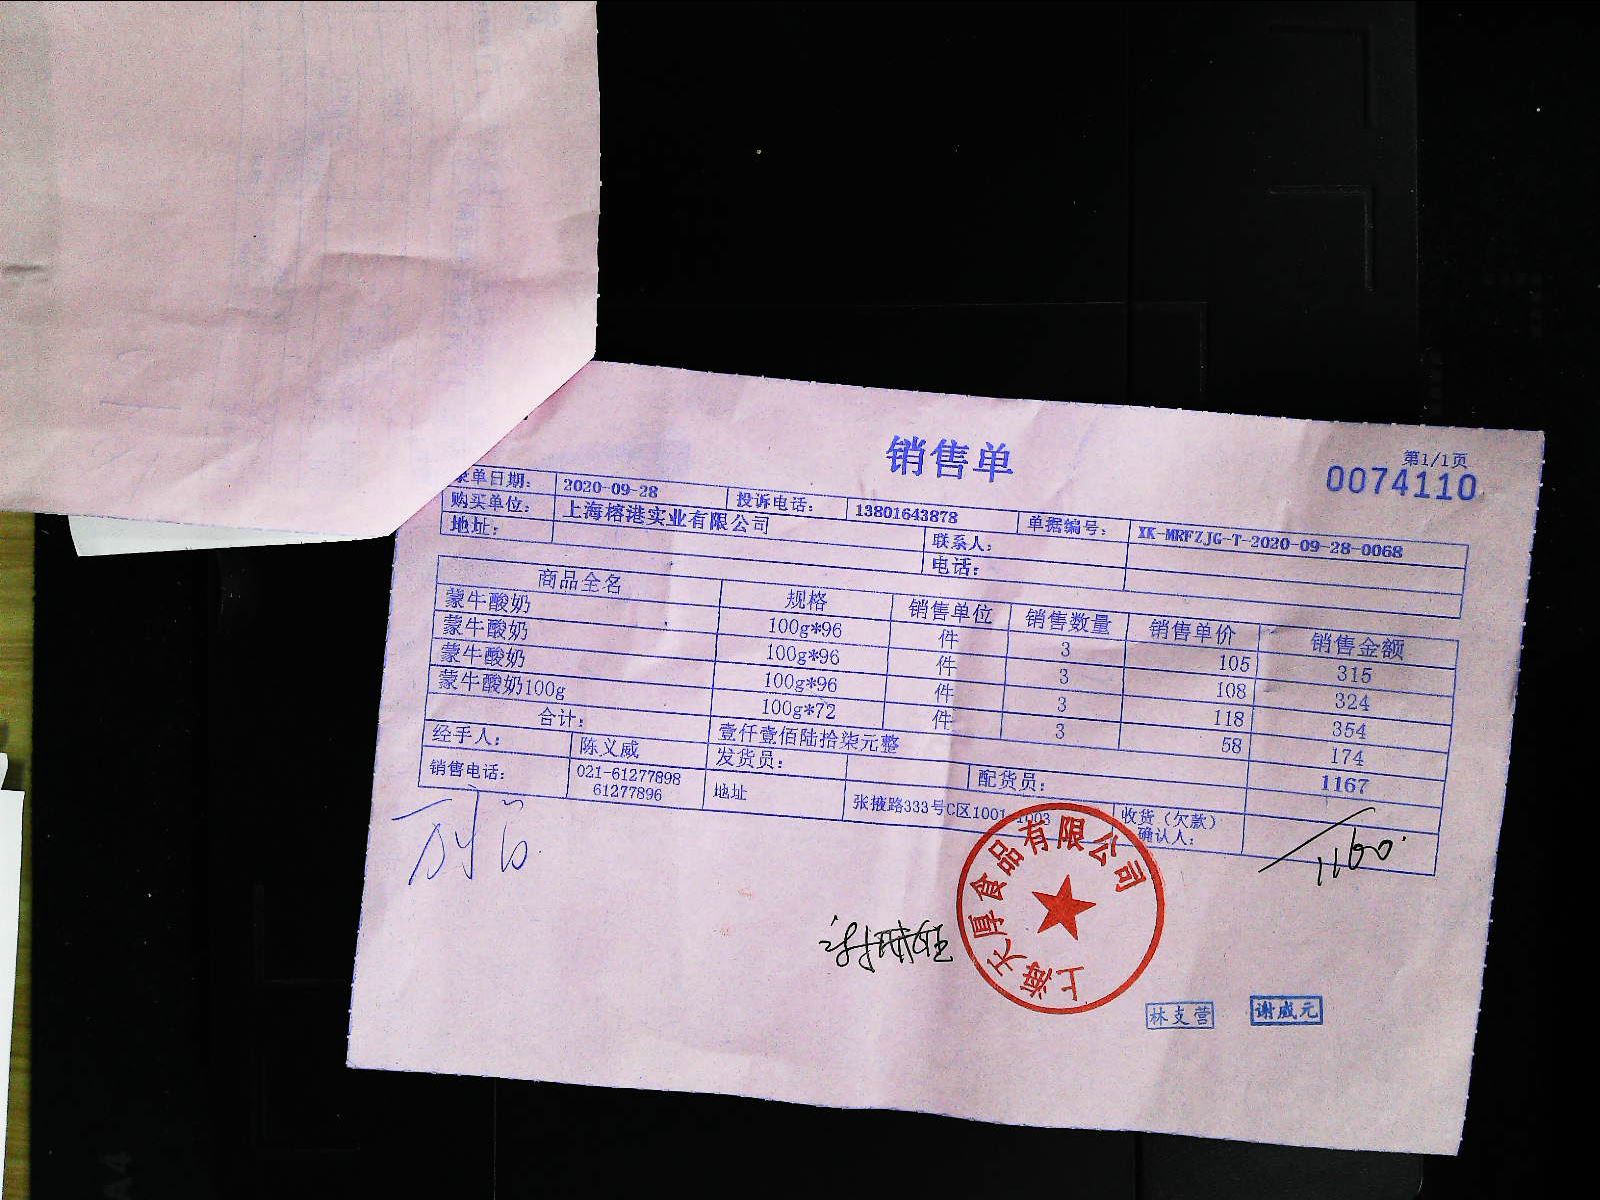 销售单
第1/1页
0074110
录单日期： 2020-09-28 投诉电话： 13801643878 单据编号： XK-MRFZJG-T-2020-09-28-0068
购买单位： 上海榕港实业有限公司 联系人：
地址： 电话：
商品全名 规格 销售单位 销售数量 销售单价 销售金额
蒙牛酸奶 100g*96 件 3 105 315
蒙牛酸奶 100g*96 件 3 108 324
蒙牛酸奶 100g*96 件 3 118 354
蒙牛酸奶100g 100g*72 件 3 58 174
合计： 壹仟壹佰陆拾柒元整 1167
经手人： 陈义威 发货员： 配货员：
销售电话： 021-61277898 61277896 地址 张掖路333号C区1001-1003 收货（欠款）确认人：
1160.
上海天厚食品有限公司
林支营
谢威元